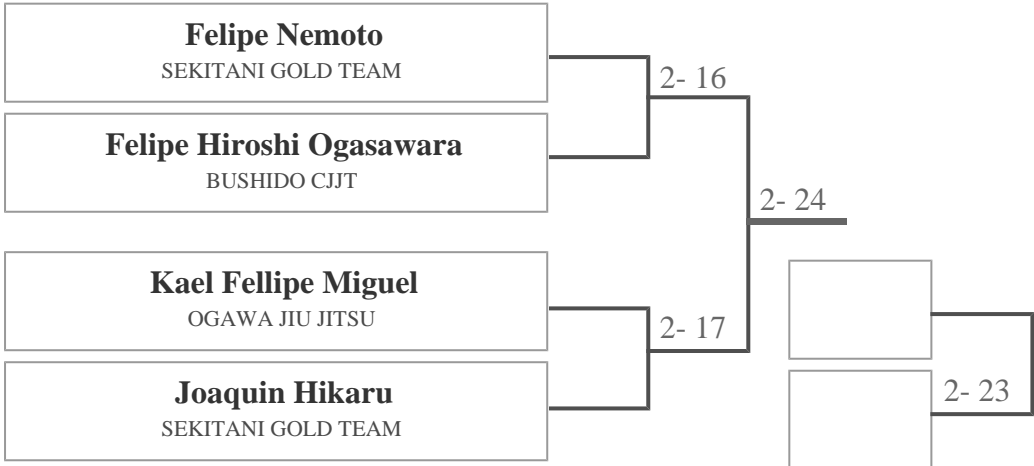 Felipe Nemoto
SEKITANI GOLD TEAM
2- 16
Felipe Hiroshi Ogasawara
BUSHIDO CJJT
2- 24
Kael Fellipe Miguel
OGAWA JIU JITSU
2- 17
Joaquin Hikaru
SEKITANI GOLD TEAM
2- 23